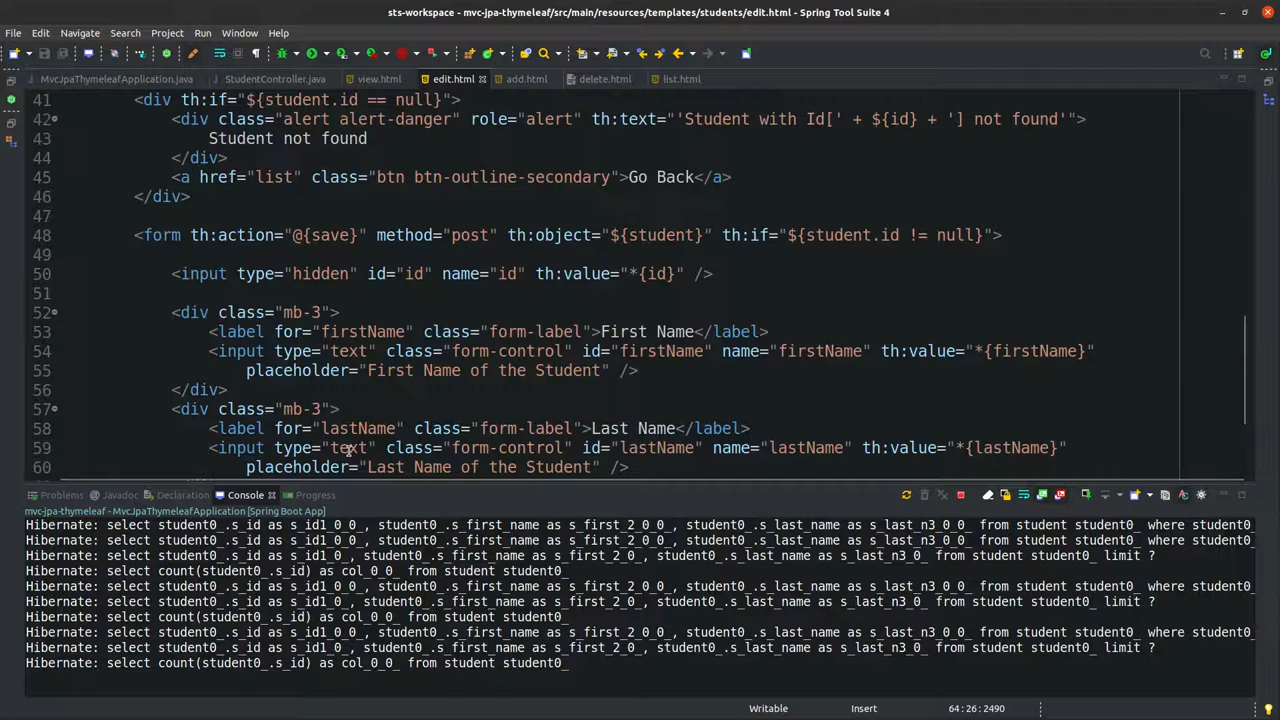 sts-workspace - mvc-jpa-thymeleaf/src/main/resources/templates/students/edit.html - Spring Tool Suite 4
File Edit Navigate Search Project Run Window Help
MvcJpaThymeleafApplication.java StudentController.java view.html edit.html add.html delete.html list.html
41 <div th:if="${student.id == null}">
42 <div class="alert alert-danger" role="alert" th:text="'Student with Id[' + ${id} + '] not found'">
43 Student not found
44 </div>
45 <a href="list" class="btn btn-outline-secondary">Go Back</a>
46 </div>
47
48 <form th:action="@{save}" method="post" th:object="${student}" th:if="${student.id != null}">
49
50 <input type="hidden" id="id" name="id" th:value="*{id}" />
51
52 <div class="mb-3">
53 <label for="firstName" class="form-label">First Name</label>
54 <input type="text" class="form-control" id="firstName" name="firstName" th:value="*{firstName}"
55 placeholder="First Name of the Student" />
56 </div>
57 <div class="mb-3">
58 <label for="lastName" class="form-label">Last Name</label>
59 <input type="text" class="form-control" id="lastName" name="lastName" th:value="*{lastName}"
60 placeholder="Last Name of the Student" />
Problems Javadoc Declaration Console Progress
mvc-jpa-thymeleaf - MvcJpaThymeleafApplication [Spring Boot App]
Hibernate: select student0_.s_id as s_id1_0_0_, student0_.s_first_name as s_first_2_0_0_, student0_.s_last_name as s_last_n3_0_0_ from student student0_ where student0_
Hibernate: select student0_.s_id as s_id1_0_0_, student0_.s_first_name as s_first_2_0_0_, student0_.s_last_name as s_last_n3_0_0_ from student student0_ where student0_
Hibernate: select student0_.s_id as s_id1_0_, student0_.s_first_name as s_first_2_0_, student0_.s_last_name as s_last_n3_0_ from student student0_ limit ?
Hibernate: select count(student0_.s_id) as col_0_0_ from student student0_
Hibernate: select student0_.s_id as s_id1_0_0_, student0_.s_first_name as s_first_2_0_0_, student0_.s_last_name as s_last_n3_0_0_ from student student0_ where student0_
Hibernate: select student0_.s_id as s_id1_0_, student0_.s_first_name as s_first_2_0_, student0_.s_last_name as s_last_n3_0_ from student student0_ limit ?
Hibernate: select count(student0_.s_id) as col_0_0_ from student student0_
Hibernate: select student0_.s_id as s_id1_0_0_, student0_.s_first_name as s_first_2_0_0_, student0_.s_last_name as s_last_n3_0_0_ from student student0_ where student0_
Hibernate: select student0_.s_id as s_id1_0_, student0_.s_first_name as s_first_2_0_, student0_.s_last_name as s_last_n3_0_ from student student0_ limit ?
Hibernate: select count(student0_.s_id) as col_0_0_ from student student0_
Writable Insert 64 : 26 : 2490